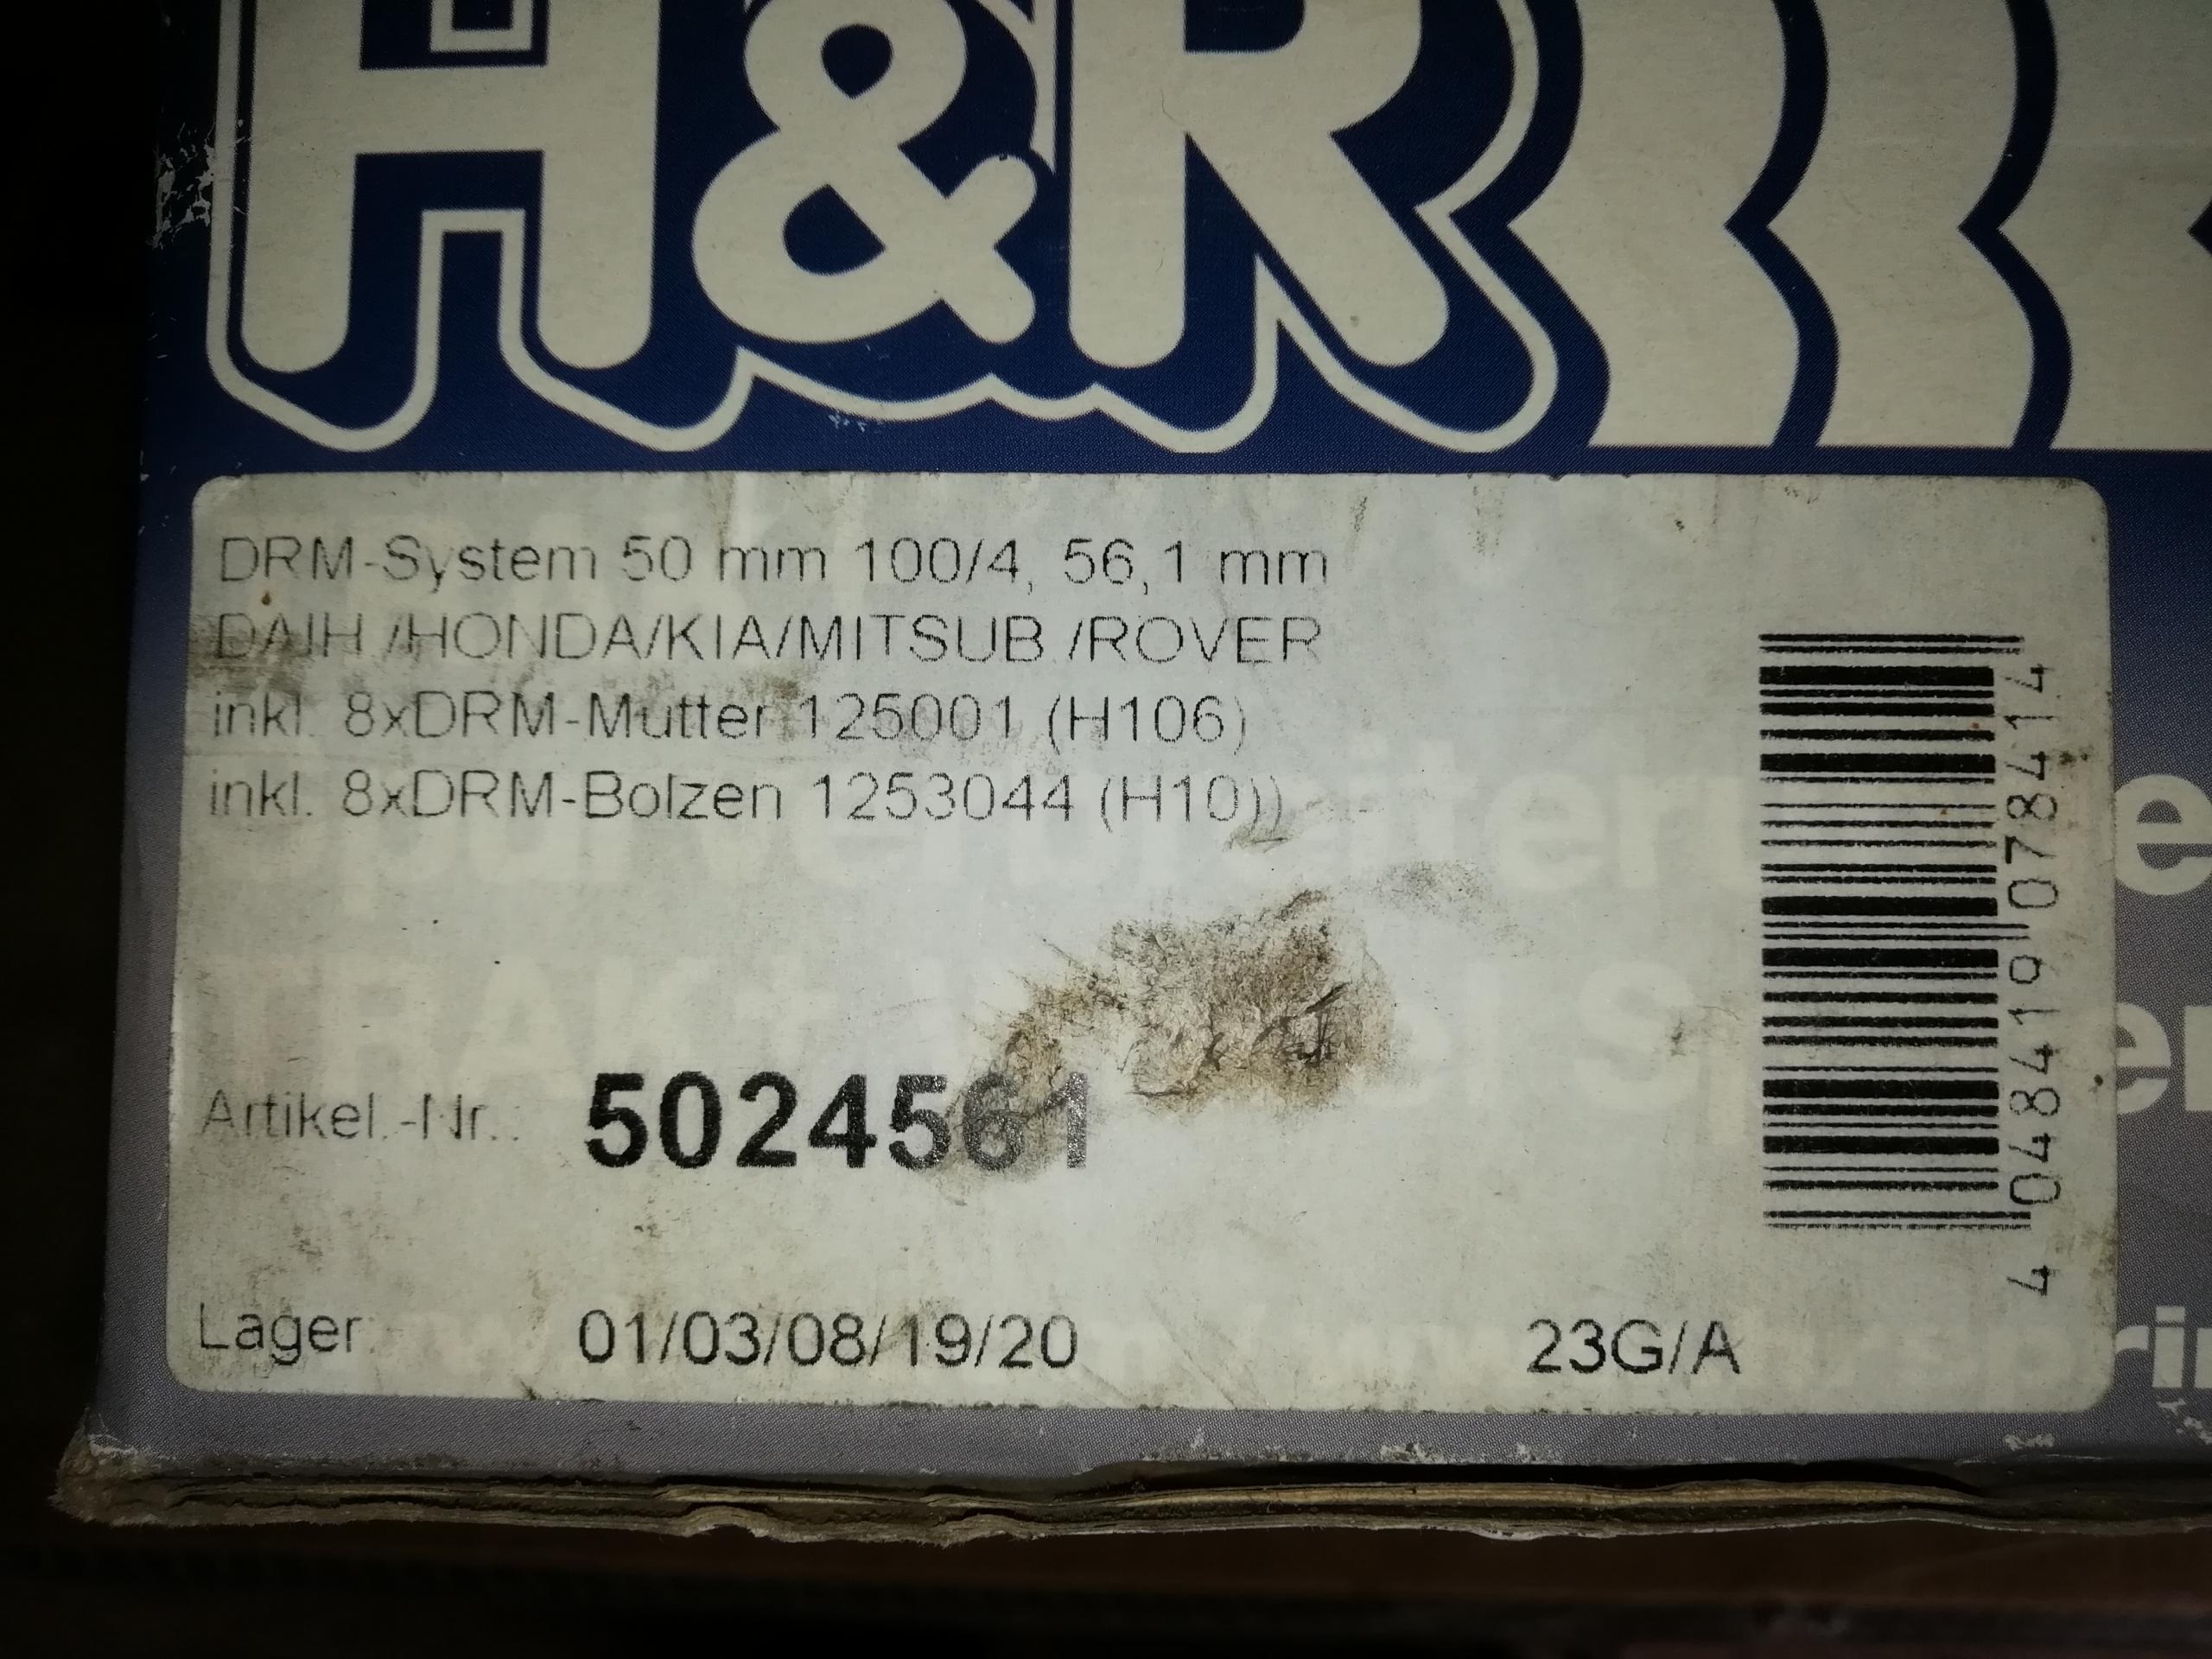 H&R
DRM-System 50 mm 100/4, 56,1 mm
DAIH./HONDA/KIA/MITSUB./ROVER
inkl. 8xDRM-Mutter 125001 (H106)
inkl. 8xDRM-Bolzen 1253044 (H10))
Artikel.-Nr.: 5024561
Lager: 01/03/08/19/20 23G/A
4 048419 078414